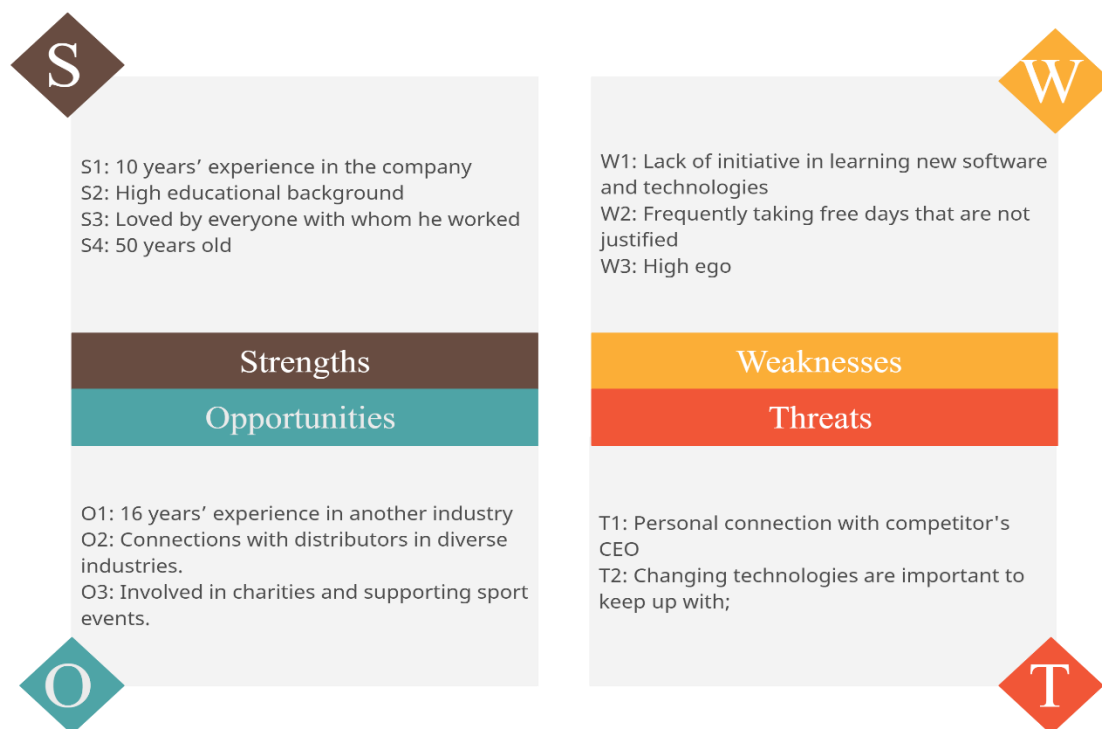 S
S1: 10 years’ experience in the company
S2: High educational background
S3: Loved by everyone with whom he worked
S4: 50 years old
Strengths
W
W1: Lack of initiative in learning new software
and technologies
W2: Frequently taking free days that are not
justified
W3: High ego
Weaknesses
Opportunities
O1: 16 years’ experience in another industry
O2: Connections with distributors in diverse
industries.
O3: Involved in charities and supporting sport
events.
O
Threats
T1: Personal connection with competitor's
CEO
T2: Changing technologies are important to
keep up with;
T